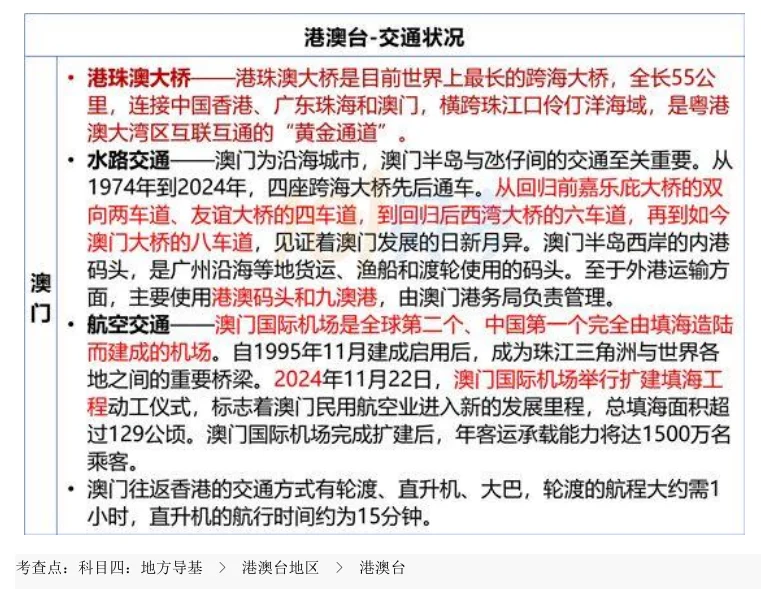 港澳台-交通状况
澳门
• 港珠澳大桥——港珠澳大桥是目前世界上最长的跨海大桥，全长55公
里，连接中国香港、广东珠海和澳门，横跨珠江口伶仃洋海域，是粤港
澳大湾区互联互通的“黄金通道”。
• 水路交通——澳门为沿海城市，澳门半岛与氹仔间的交通至关重要。从
1974年到2024年，四座跨海大桥先后通车。从回归前嘉乐庇大桥的双
向两车道、友谊大桥的四车道，到回归后西湾大桥的六车道，再到如今
澳门大桥的八车道，见证着澳门发展的日新月异。澳门半岛西岸的内港
码头，是广州沿海等地货运、渔船和渡轮使用的码头。至于外港运输方
面，主要使用港澳码头和九澳港，由澳门港务局负责管理。
• 航空交通——澳门国际机场是全球第二个、中国第一个完全由填海造陆
而建成的机场。自1995年11月建成启用后，成为珠江三角洲与世界各
地之间的重要桥梁。2024年11月22日，澳门国际机场举行扩建填海工
程动工仪式，标志着澳门民用航空业进入新的发展里程，总填海面积超
过129公顷。澳门国际机场完成扩建后，年客运承载能力将达1500万名
乘客。
• 澳门往返香港的交通方式有轮渡、直升机、大巴，轮渡的航程大约需1
小时，直升机的航行时间约为15分钟。
考查点：科目四：地方导基 > 港澳台地区 > 港澳台